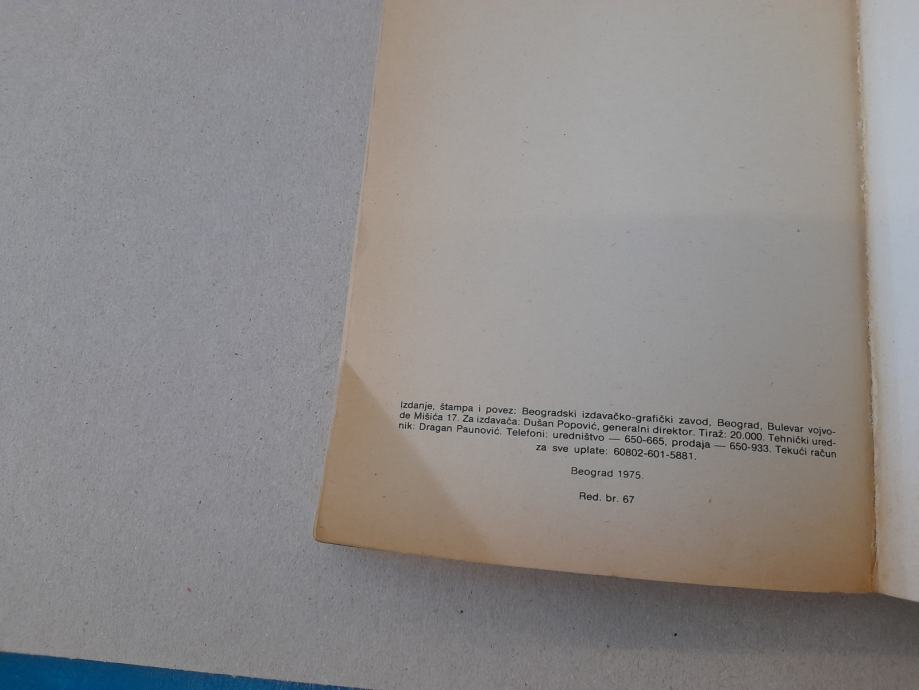 Izdanje, štampa i povez: Beogradski izdavačko-grafički zavod, Beograd, Bulevar vojvo-
de Mišića 17. Za izdavača: Dušan Popović, generalni direktor. Tiraž: 20.000. Tehnički ured-
nik: Dragan Paunović. Telefoni: uredništvo — 650-665, prodaja — 650-933. Tekući račun
za sve uplate: 60802-601-5881.
Beograd 1975.
Red. br. 67